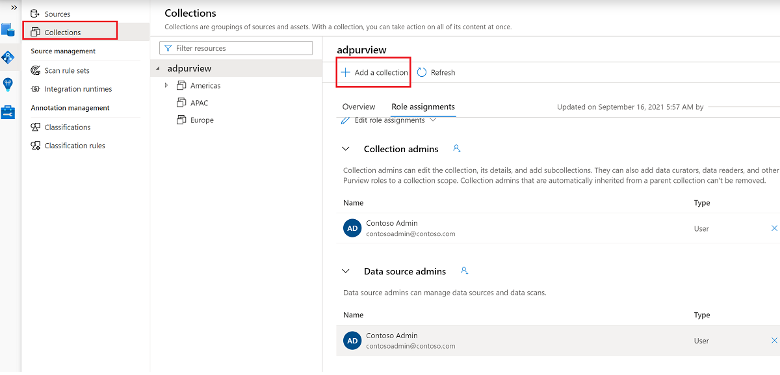 Sources
Collections
Source management
Scan rule sets
Integration runtimes
Annotation management
Classifications
Classification rules
Collections
Collections are groupings of sources and assets. With a collection, you can take action on all of its content at once.
Filter resources
adpurview
Americas
APAC
Europe
adpurview
Add a collection
Refresh
Overview
Role assignments
Updated on September 16, 2021 5:57 AM by
Edit role assignments
Collection admins
Collection admins can edit the collection, its details, and add subcollections. They can also add data curators, data readers, and other
Purview roles to a collection scope. Collection admins that are automatically inherited from a parent collection can't be removed.
Name Type
AD Contoso Admin
contosoadmin@contoso.com
User
Data source admins
Data source admins can manage data sources and data scans.
Name Type
AD Contoso Admin
contosoadmin@contoso.com
User